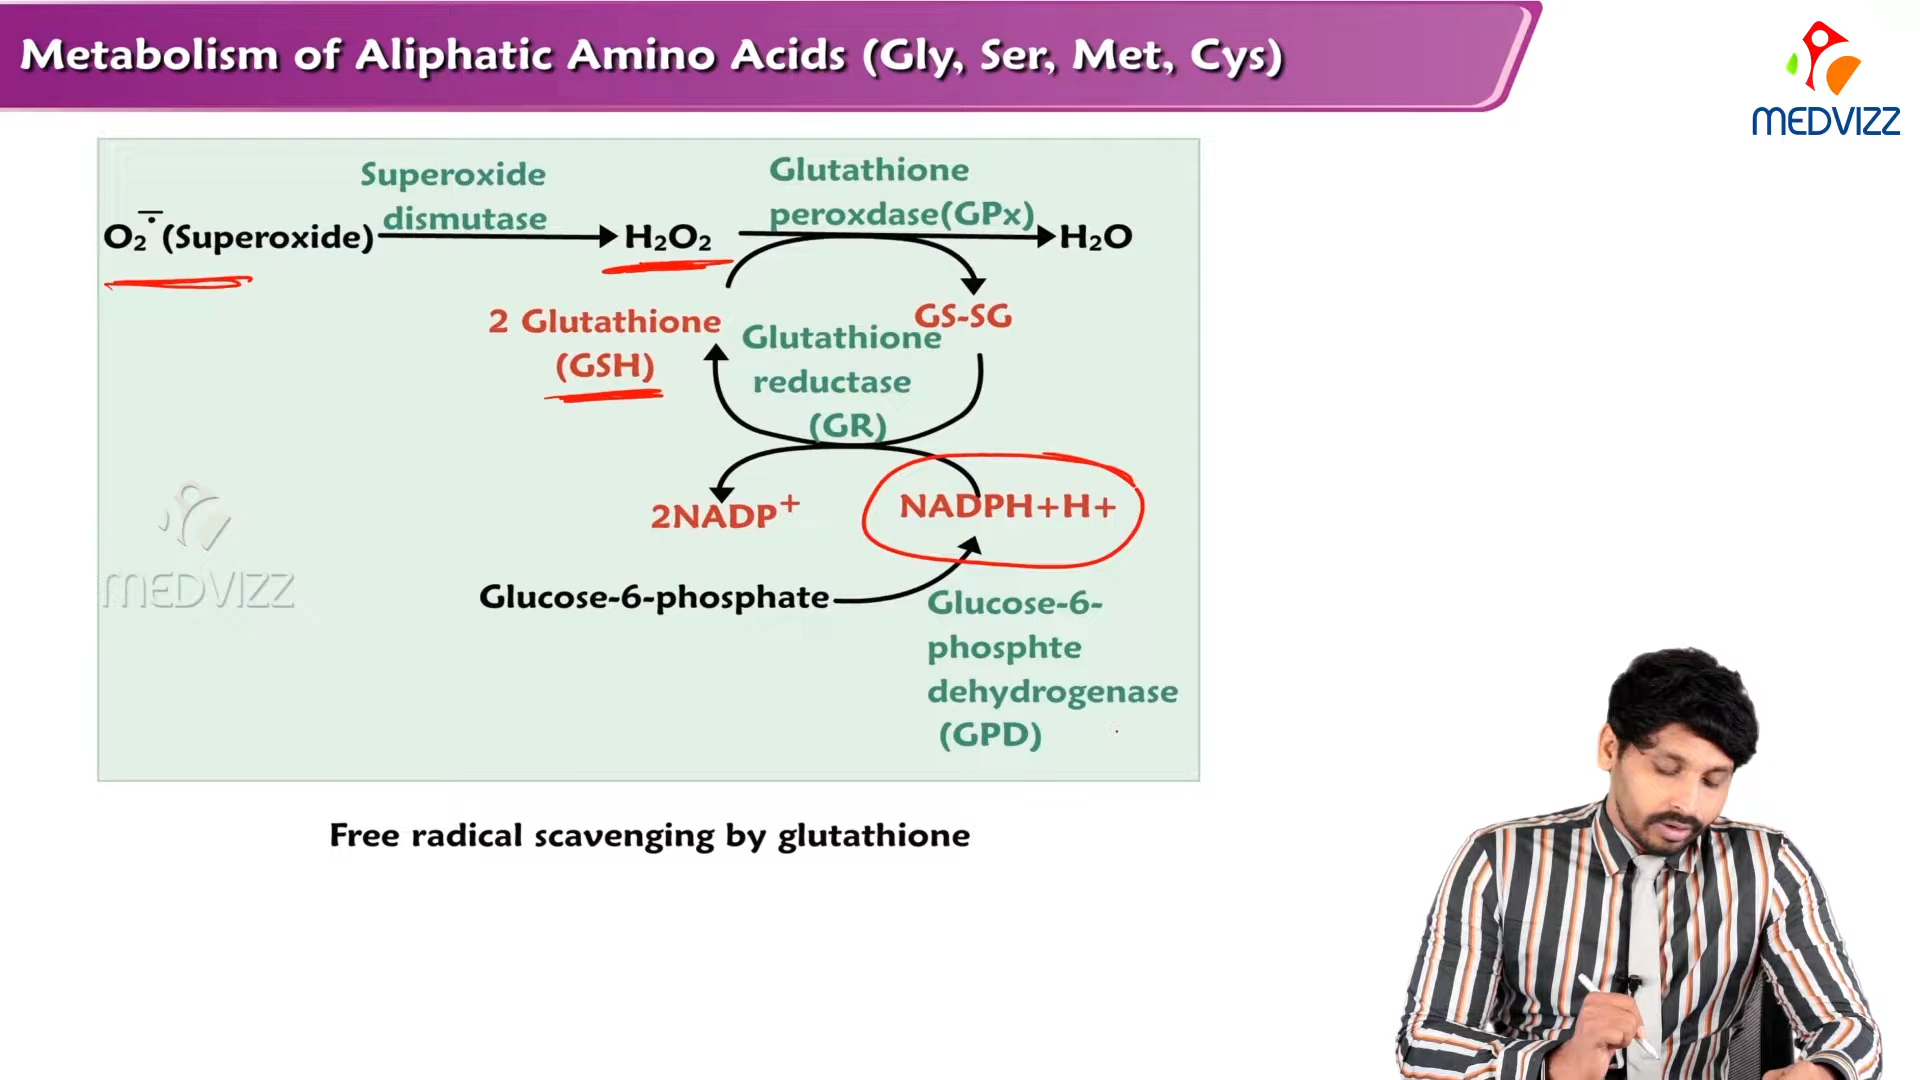 Metabolism of Aliphatic Amino Acids (Gly, Ser, Met, Cys)
MEDVIZZ
Superoxide
dismutase
Glutathione
peroxdase(GPx)
O₂•̅ (Superoxide)
H₂O₂
H₂O
2 Glutathione
(GSH)
GS-SG
Glutathione
reductase
(GR)
2NADP⁺
NADPH+H+
Glucose-6-phosphate
Glucose-6-
phosphte
dehydrogenase
(GPD)
MEDVIZZ
Free radical scavenging by glutathione